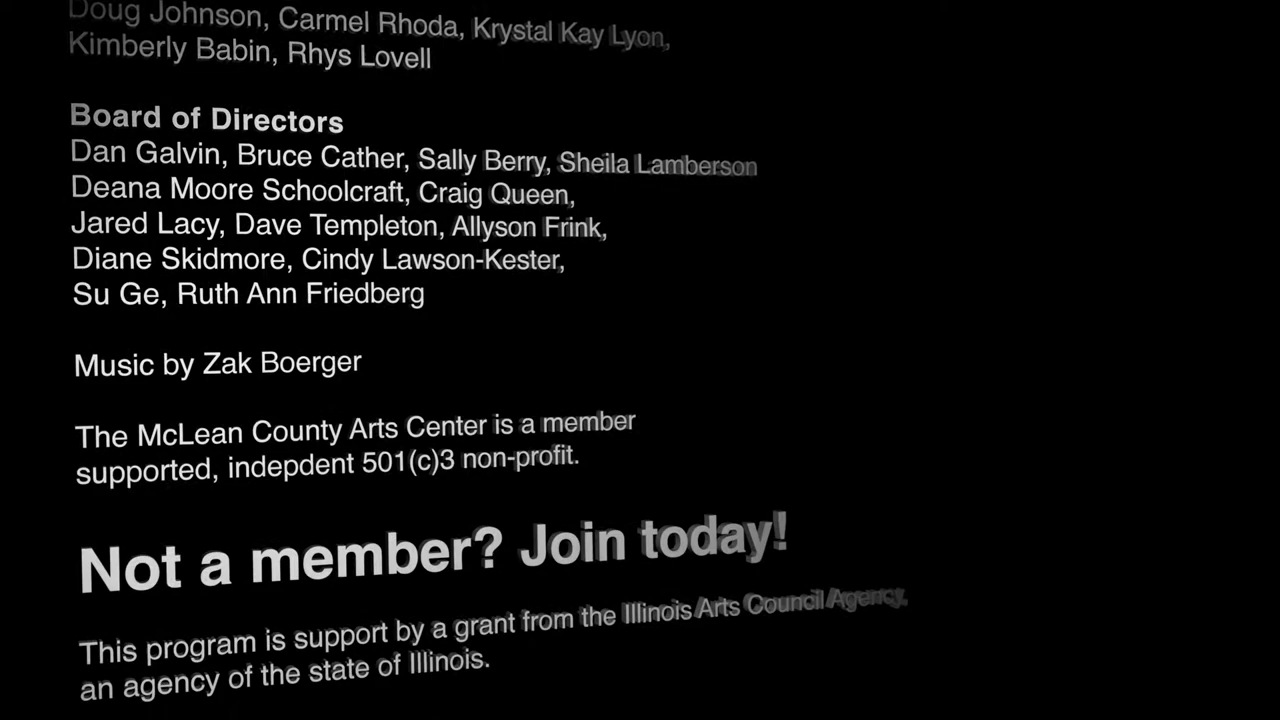 Doug Johnson, Carmel Rhoda, Krystal Kay Lyon,
Kimberly Babin, Rhys Lovell
Board of Directors
Dan Galvin, Bruce Cather, Sally Berry, Sheila Lamberson
Deana Moore Schoolcraft, Craig Queen,
Jared Lacy, Dave Templeton, Allyson Frink,
Diane Skidmore, Cindy Lawson-Kester,
Su Ge, Ruth Ann Friedberg
Music by Zak Boerger
The McLean County Arts Center is a member
supported, indepdent 501(c)3 non-profit.
Not a member? Join today!
This program is support by a grant from the Illinois Arts Council Agency,
an agency of the state of Illinois.